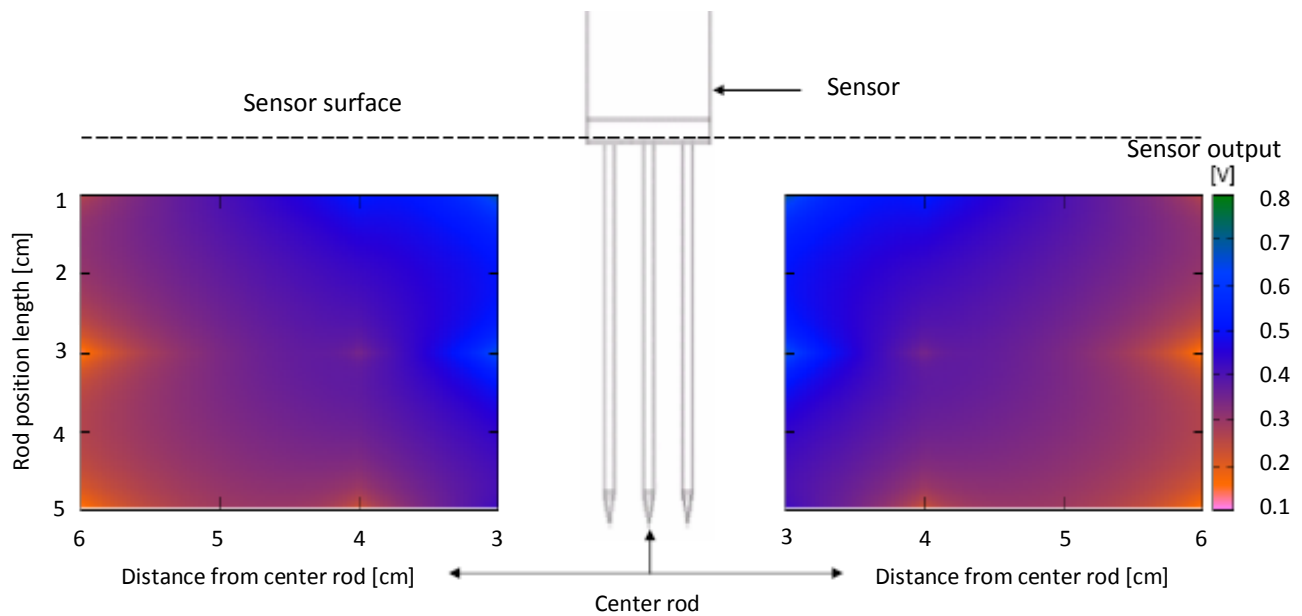 Sensor
Sensor surface
Sensor output
[V]
Rod position length [cm]
1
2
3
4
5
6
5
4
3
3
4
5
6
0.8
0.7
0.6
0.5
0.4
0.3
0.2
0.1
Distance from center rod [cm]
Distance from center rod [cm]
Center rod